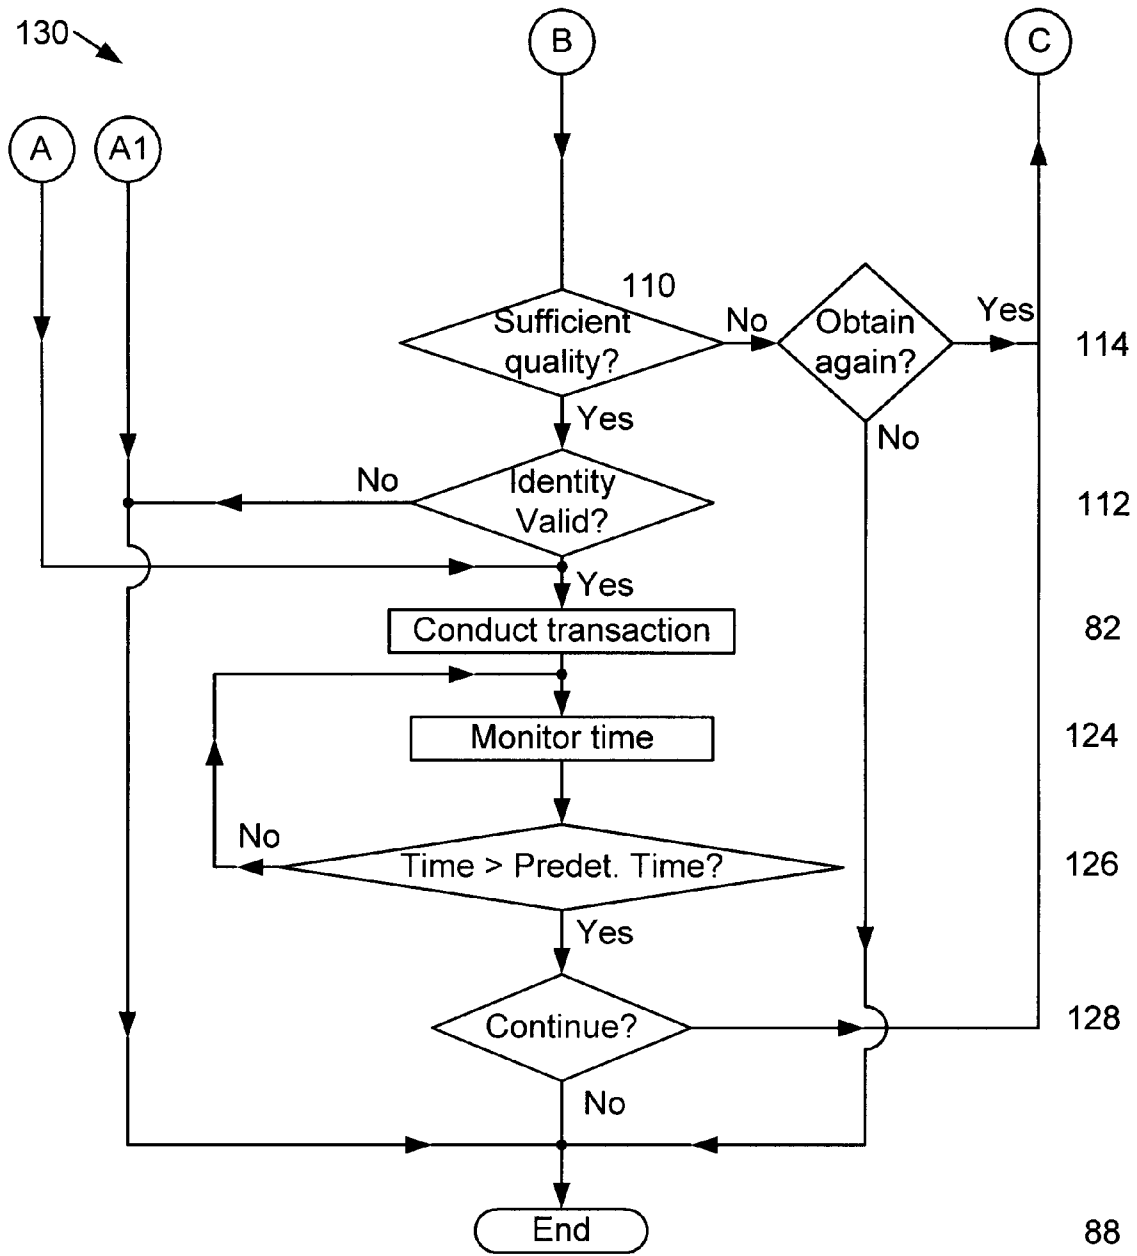 130
B
C
A
A1
110
Sufficient
quality?
No
Obtain
again?
Yes
114
Yes
No
No
Identity
Valid?
112
Yes
Conduct transaction
82
Monitor time
124
No
Time > Predet. Time?
126
Yes
Continue?
128
No
End
88